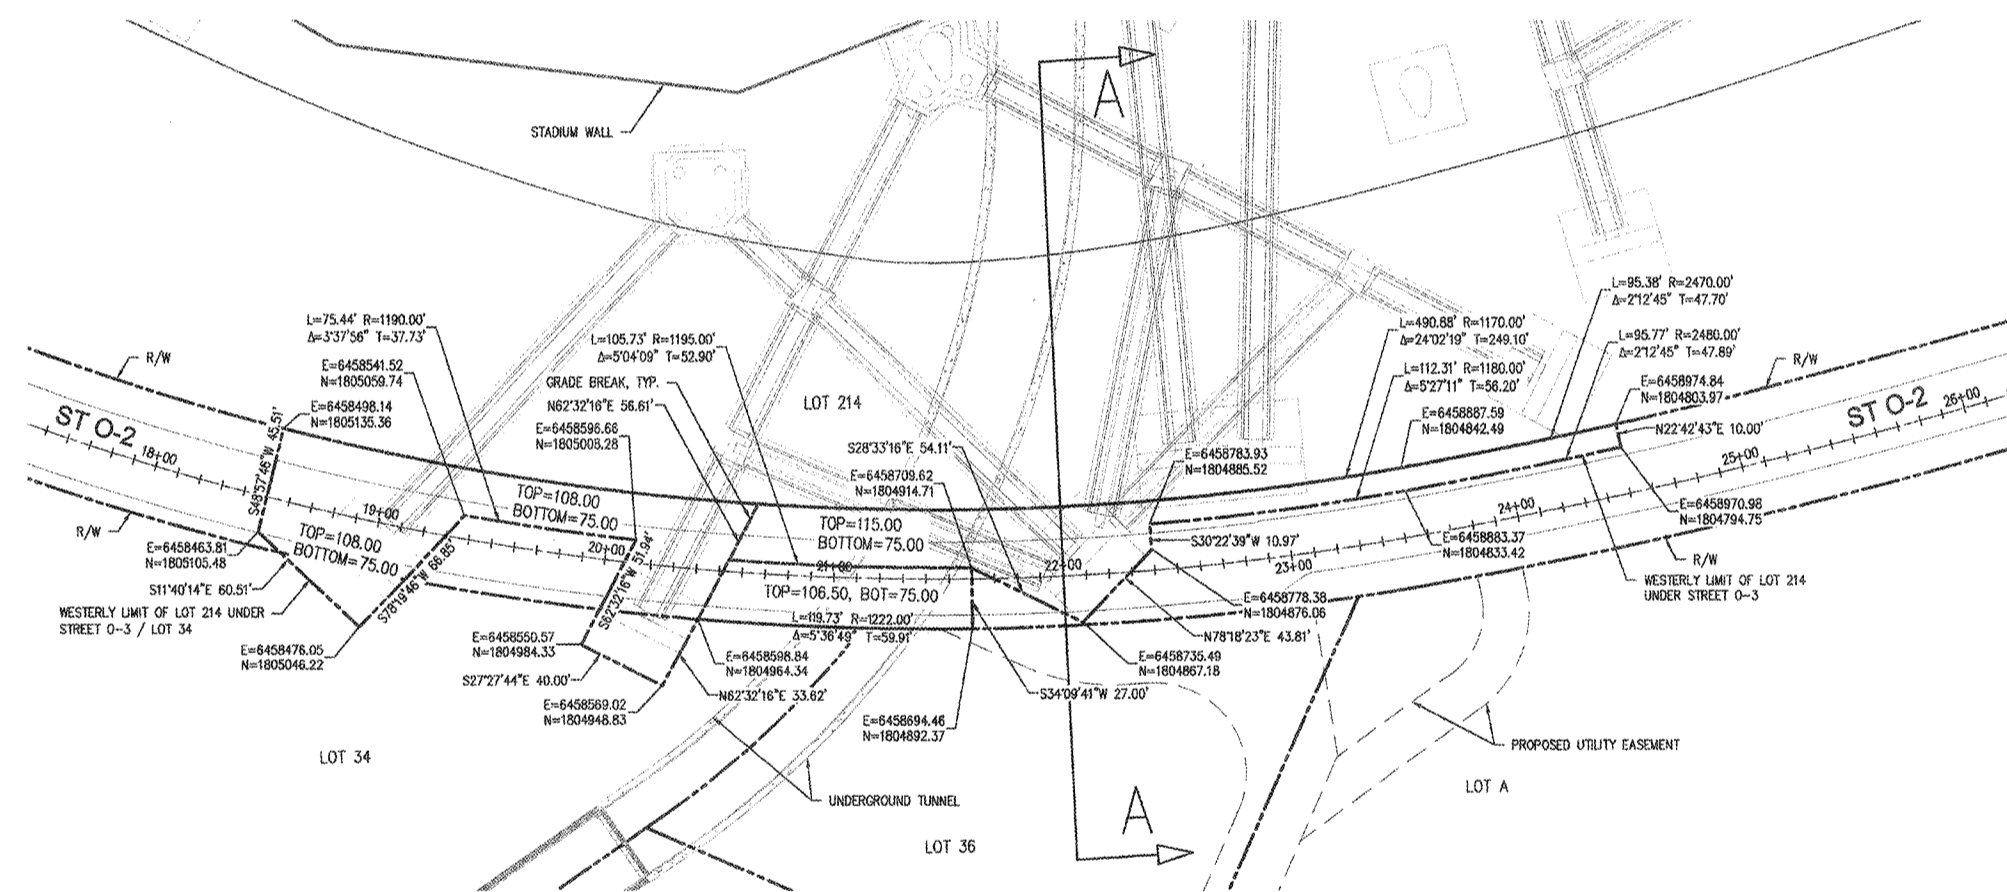 A
STADIUM WALL
L=95.38' R=2470.00'
Δ=2°12'45" T=47.70'
L=75.44' R=1190.00'
Δ=3°37'56" T=37.73'
L=490.88' R=1170.00'
Δ=24°02'19" T=249.10'
L=95.77' R=2480.00'
Δ=2°12'45" T=47.89'
L=105.73' R=1195.00'
Δ=5°04'09" T=52.90'
R/W
R/W
E=6458541.52
N=1805059.74
L=112.31' R=1180.00'
Δ=5°27'11" T=56.20'
E=6458974.84
N=1804803.97
GRADE BREAK, TYP.
LOT 214
N62°32'16"E 56.61'
E=6458498.14
N=1805135.36
E=6458887.59
N=1804842.49
ST O-2
ST O-2
26+00
E=6458596.66
N=1805008.28
N22°42'43"E 10.00'
S28°33'16"E 54.11'
E=6458783.93
N=1804885.52
18+00
S48°57'46"W 45.51'
25+00
E=6458709.62
N=1804914.71
TOP=108.00
BOTTOM=75.00
E=6458970.98
N=1804794.75
24+00
19+00
TOP=115.00
BOTTOM=75.00
R/W
TOP=108.00
BOTTOM=75.00
E=6458463.81
N=1805105.48
20+00
S30°22'39"W 10.97'
E=6458883.37
N=1804833.42
R/W
21+00
22+00
23+00
S11°40'14"E 60.51'
S78°19'46"W 66.85'
S62°32'16"W 51.94'
TOP=106.50, BOT=75.00
WESTERLY LIMIT OF LOT 214
UNDER STREET O-3
WESTERLY LIMIT OF LOT 214 UNDER
STREET O-3 / LOT 34
L=119.73' R=1222.00'
Δ=5°36'49" T=59.91'
E=6458778.38
N=1804876.06
E=6458550.57
N=1804984.33
N78°18'23"E 43.81'
E=6458476.05
N=1805046.22
E=6458598.84
N=1804964.34
E=6458735.49
N=1804867.18
S27°27'44"E 40.00'
N62°32'16"E 33.62'
S34°09'41"W 27.00'
E=6458569.02
N=1804948.83
E=6458694.46
N=1804892.37
LOT 34
PROPOSED UTILITY EASEMENT
LOT A
UNDERGROUND TUNNEL
A
LOT 36